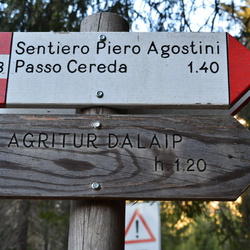 Sentiero Piero Agostini
Passo Cereda 1.40
AGRITUR DALAIP
h. 1.20